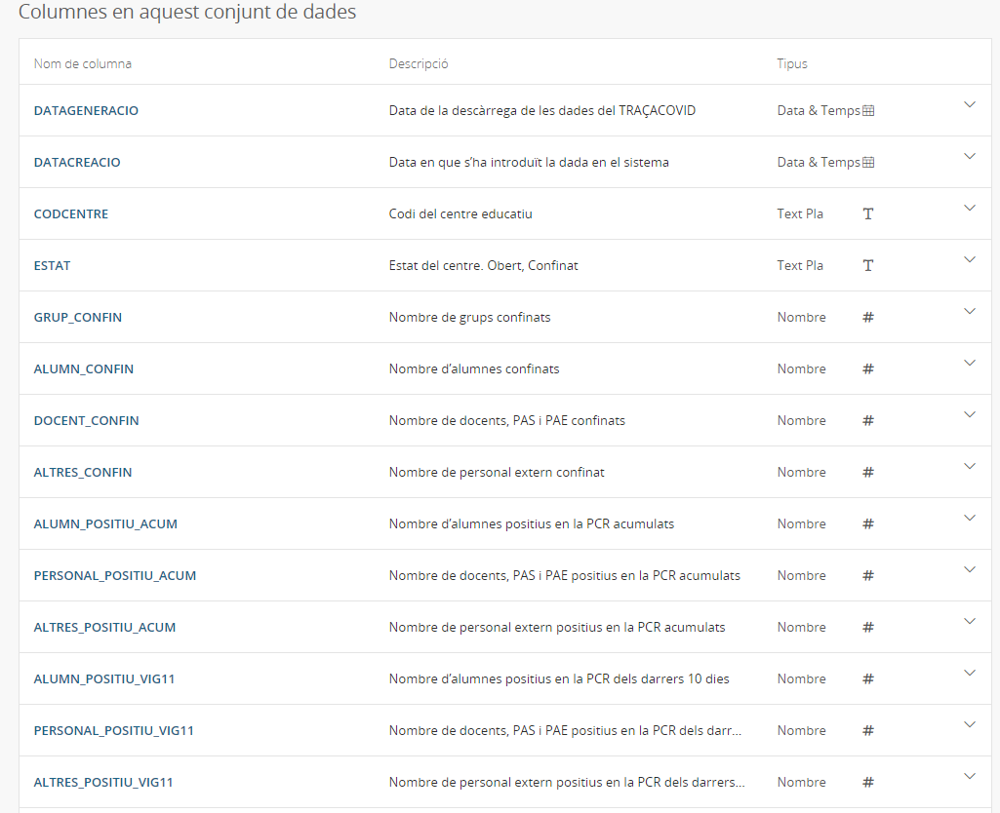 Columnes en aquest conjunt de dades
Nom de columna Descripció Tipus
DATAGENERACIO Data de la descàrrega de les dades del TRAÇACOVID Data & Temps
DATACREACIO Data en que s’ha introduït la dada en el sistema Data & Temps
CODCENTRE Codi del centre educatiu Text Pla T
ESTAT Estat del centre. Obert, Confinat Text Pla T
GRUP_CONFIN Nombre de grups confinats Nombre #
ALUMN_CONFIN Nombre d’alumnes confinats Nombre #
DOCENT_CONFIN Nombre de docents, PAS i PAE confinats Nombre #
ALTRES_CONFIN Nombre de personal extern confinat Nombre #
ALUMN_POSITIU_ACUM Nombre d’alumnes positius en la PCR acumulats Nombre #
PERSONAL_POSITIU_ACUM Nombre de docents, PAS i PAE positius en la PCR acumulats Nombre #
ALTRES_POSITIU_ACUM Nombre de personal extern positius en la PCR acumulats Nombre #
ALUMN_POSITIU_VIG11 Nombre d’alumnes positius en la PCR dels darrers 10 dies Nombre #
PERSONAL_POSITIU_VIG11 Nombre de docents, PAS i PAE positius en la PCR dels darr... Nombre #
ALTRES_POSITIU_VIG11 Nombre de personal extern positius en la PCR dels darrers... Nombre #